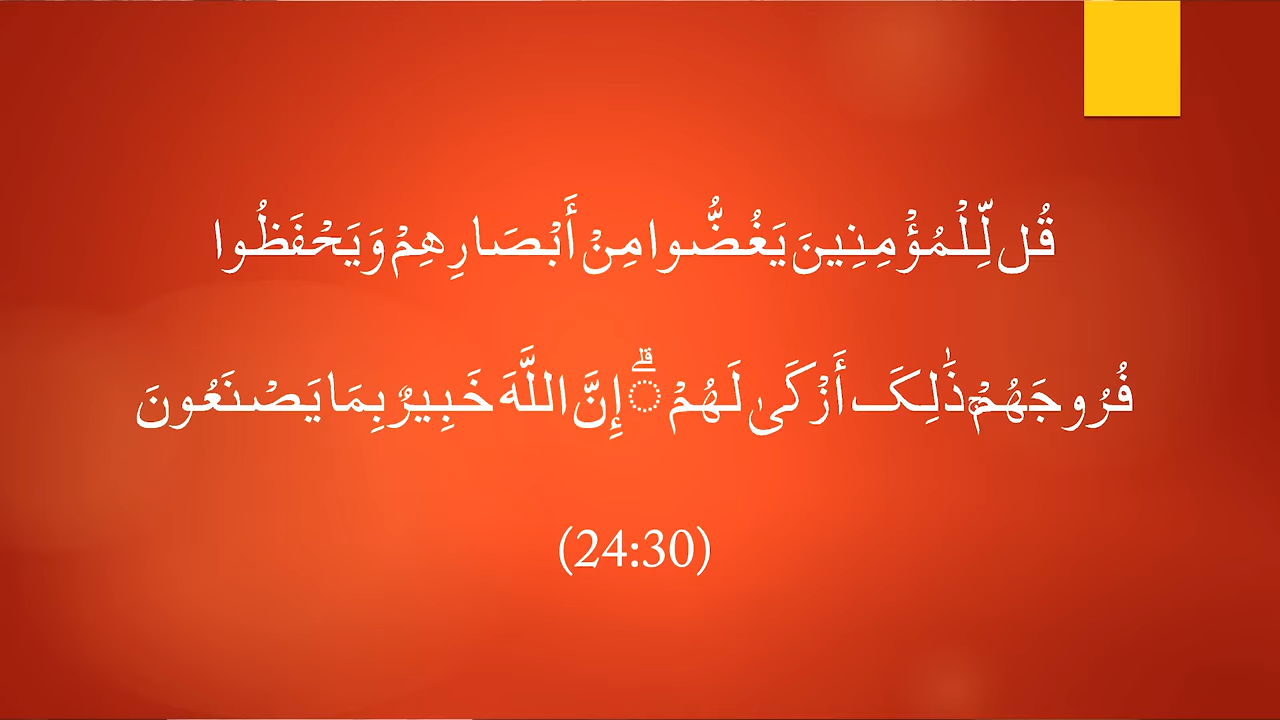 قُل لِّلْمُؤْمِنِينَ يَغُضُّوا مِنْ أَبْصَارِهِمْ وَيَحْفَظُوا
فُرُوجَهُمْۚ ذَٰلِكَ أَزْكَىٰ لَهُمْ ۗ إِنَّ اللَّهَ خَبِيرٌ بِمَا يَصْنَعُونَ
(24:30)